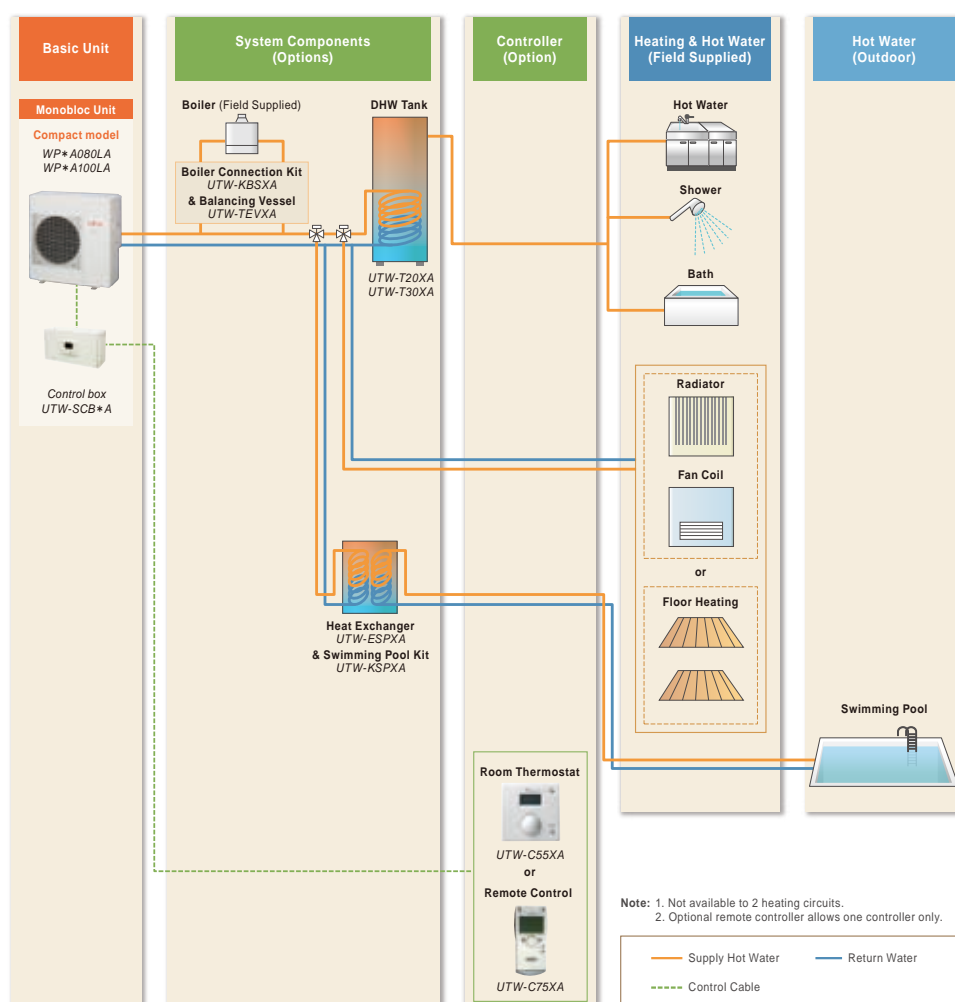 Basic Unit
System Components
(Options)
Controller
(Option)
Heating & Hot Water
(Field Supplied)
Hot Water
(Outdoor)
Monobloc Unit
Compact model
WP∗A080LA
WP∗A100LA
Control box
UTW-SCB∗A
Boiler (Field Supplied)
Boiler Connection Kit
UTW-KBSXA
& Balancing Vessel
UTW-TEVXA
DHW Tank
UTW-T20XA
UTW-T30XA
Heat Exchanger
UTW-ESPXA
& Swimming Pool Kit
UTW-KSPXA
Room Thermostat
UTW-C55XA
or
Remote Control
UTW-C75XA
Hot Water
Shower
Bath
Radiator
Fan Coil
or
Floor Heating
Swimming Pool
Note: 1. Not available to 2 heating circuits.
2. Optional remote controller allows one controller only.
Supply Hot Water
Return Water
Control Cable